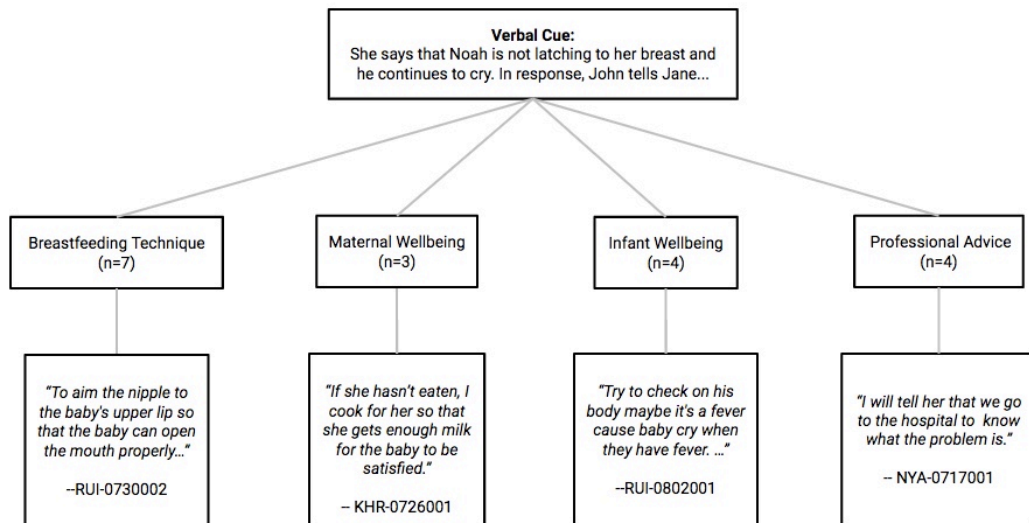 Verbal Cue:
She says that Noah is not latching to her breast and
he continues to cry. In response, John tells Jane...
Breastfeeding Technique
(n=7)
Maternal Wellbeing
(n=3)
Infant Wellbeing
(n=4)
Professional Advice
(n=4)
"To aim the nipple to
the baby's upper lip so
that the baby can open
the mouth properly…"
--RUI-0730002
"If she hasn't eaten, I
cook for her so that
she gets enough milk
for the baby to be
satisfied."
-- KHR-0726001
"Try to check on his
body maybe it's a fever
cause baby cry when
they have fever. …"
--RUI-0802001
"I will tell her that we go
to the hospital to know
what the problem is."
-- NYA-0717001